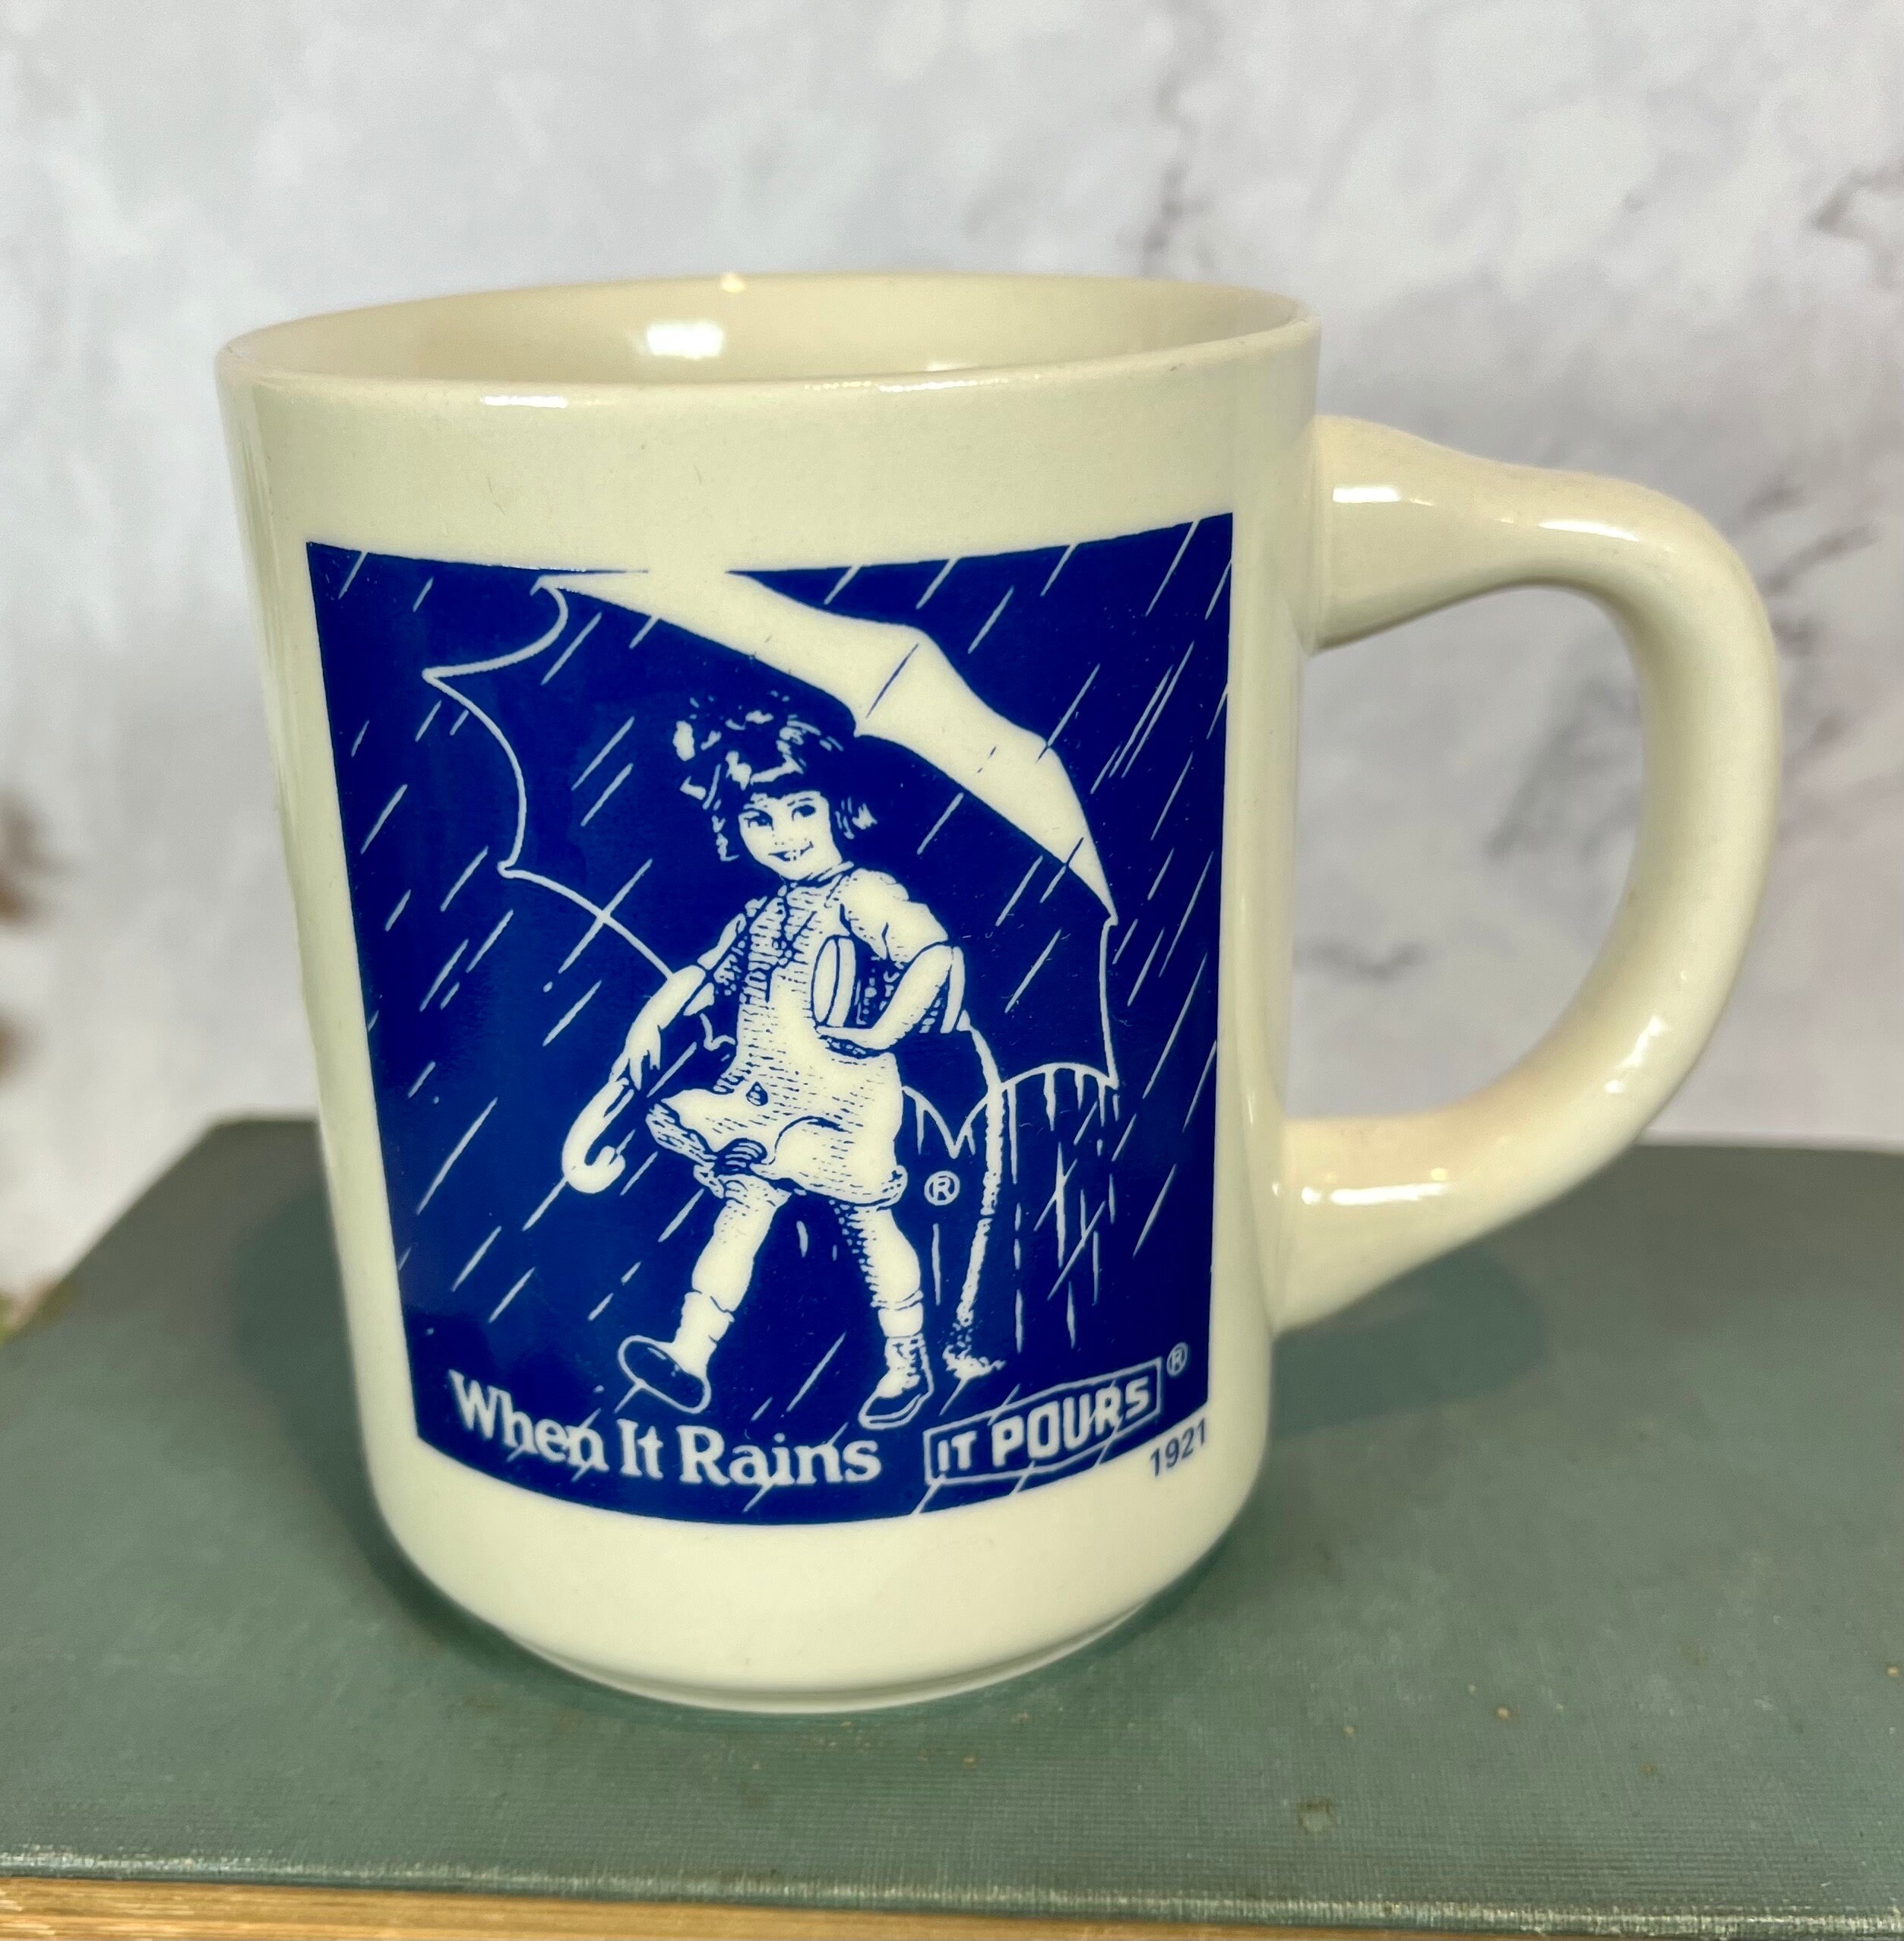 ®
When It Rains IT POURS ®
1921